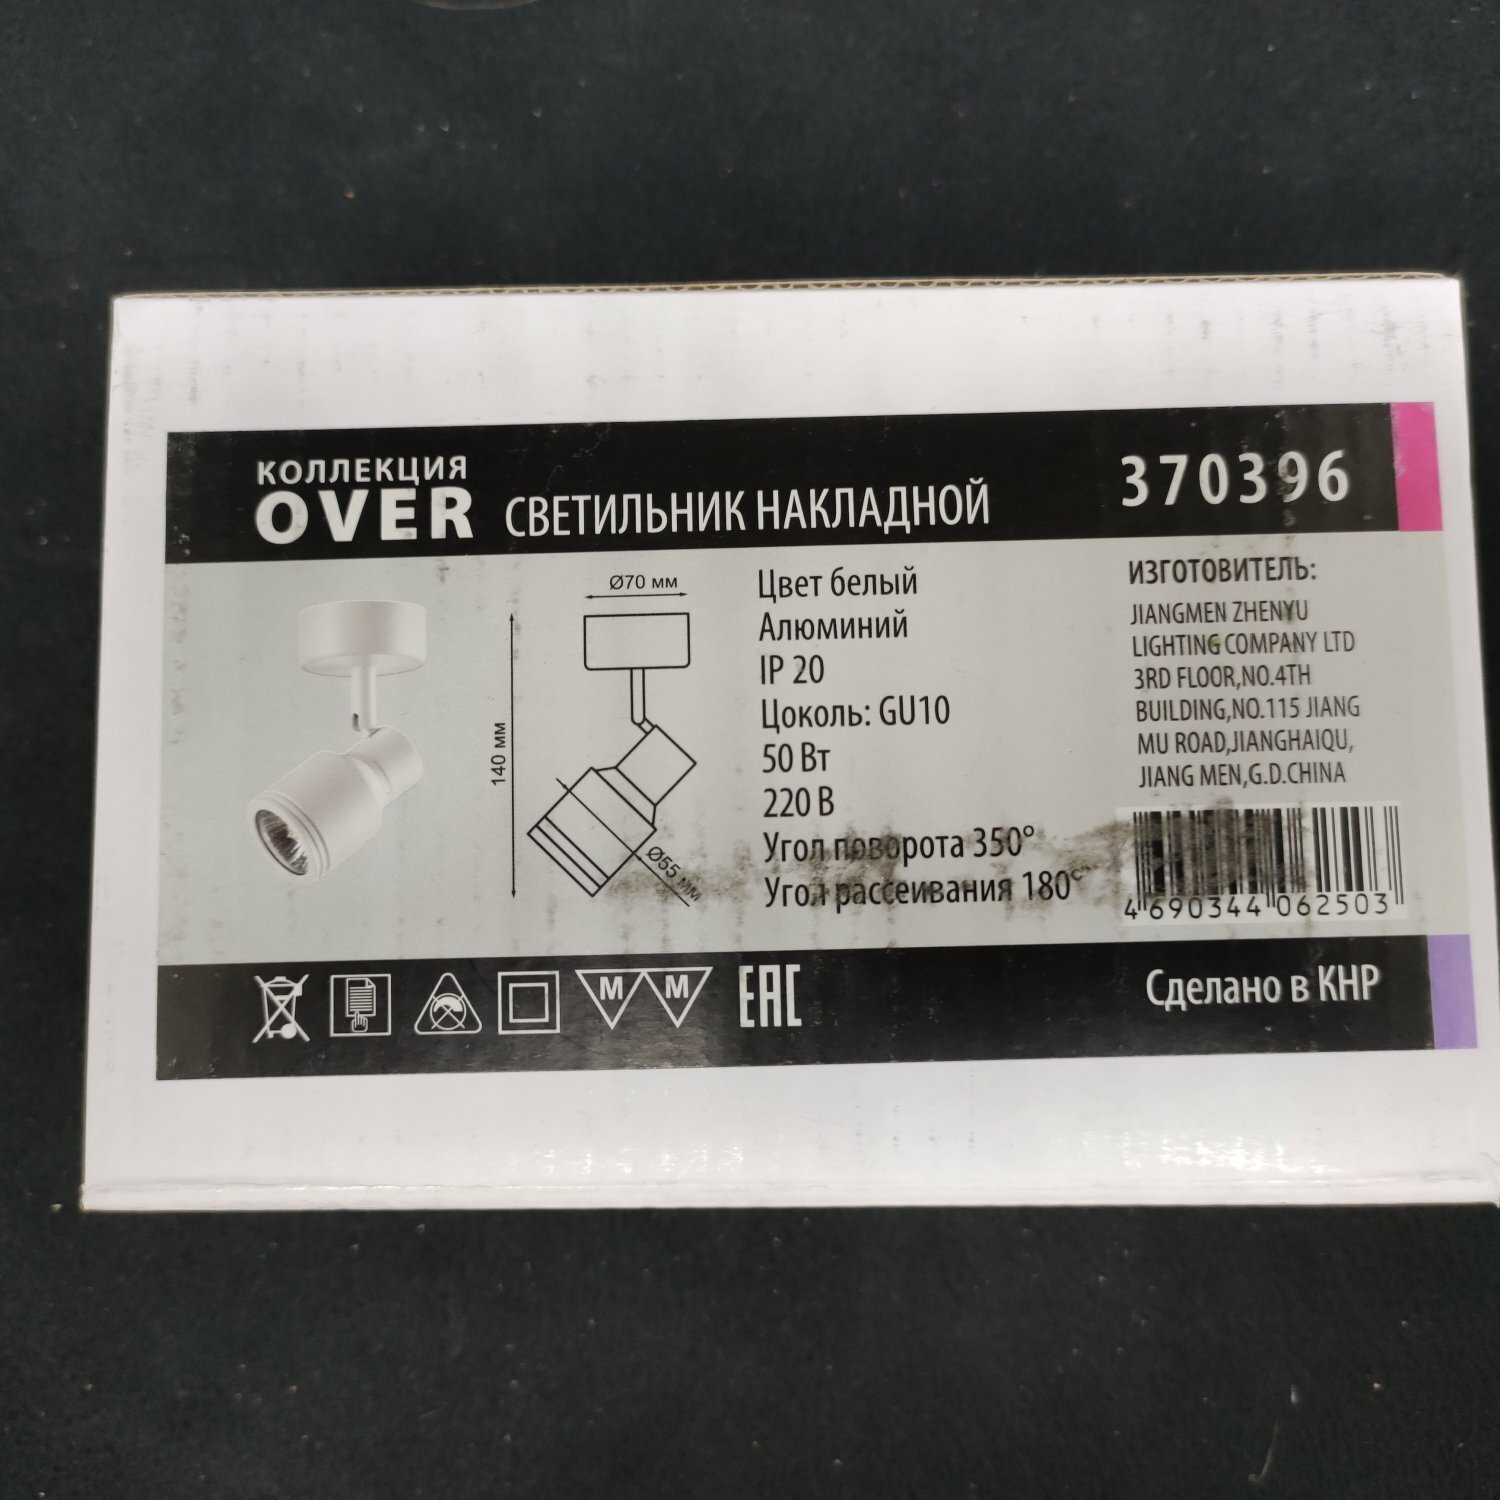 КОЛЛЕКЦИЯ
OVER СВЕТИЛЬНИК НАКЛАДНОЙ
370396
Ø70 мм
140 мм
Ø55 мм
Цвет белый
Алюминий
IP 20
Цоколь: GU10
50 Вт
220 В
Угол поворота 350°
Угол рассеивания 180°
ИЗГОТОВИТЕЛЬ:
JIANGMEN ZHENYU
LIGHTING COMPANY LTD
3RD FLOOR,NO.4TH
BUILDING,NO.115 JIANG
MU ROAD,JIANGHAIQU,
JIANG MEN,G.D.CHINA
4 690344 062503
M M EAC
Сделано в КНР